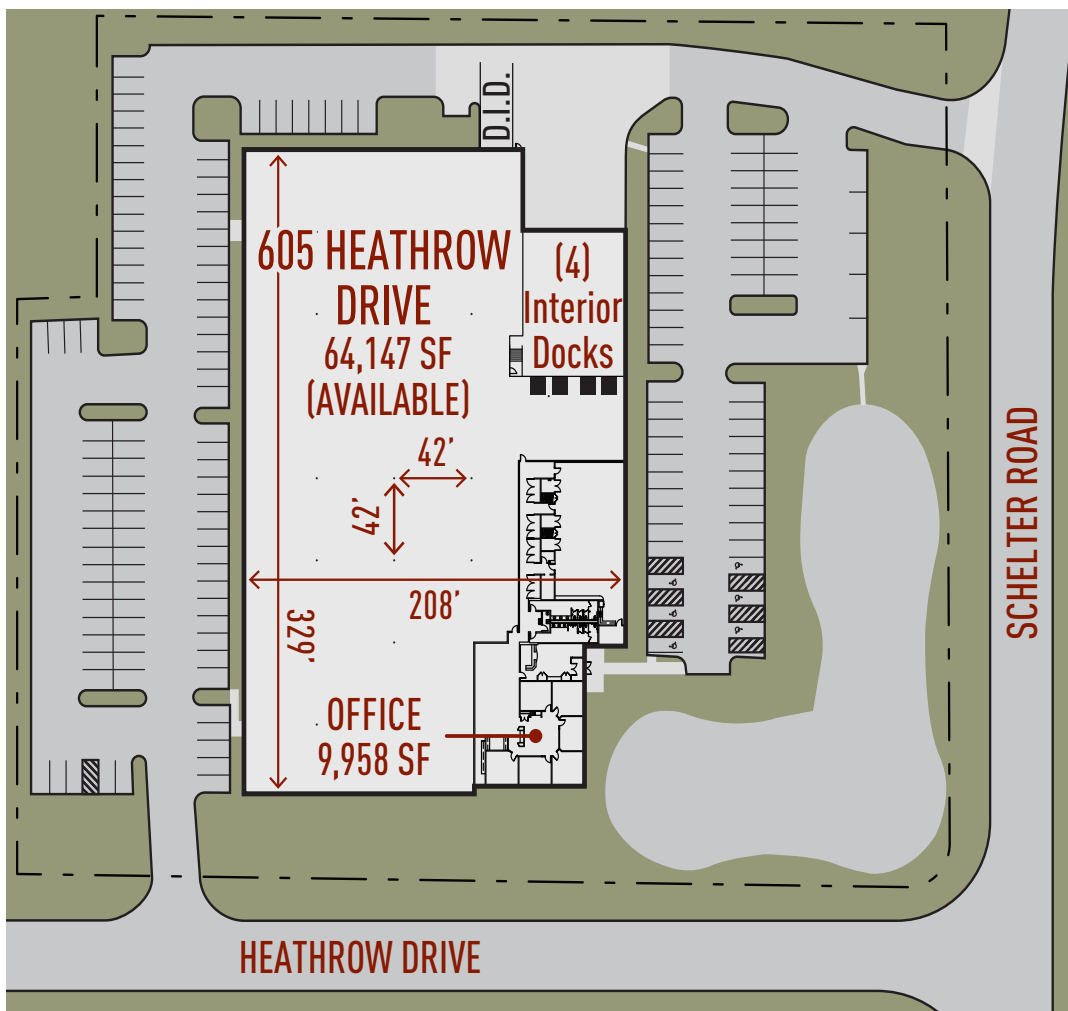 D.I.D.
605 HEATHROW
DRIVE
64,147 SF
(AVAILABLE)
(4)
Interior
Docks
42'
42'
208'
329'
OFFICE
9,958 SF
SCHELTER ROAD
HEATHROW DRIVE